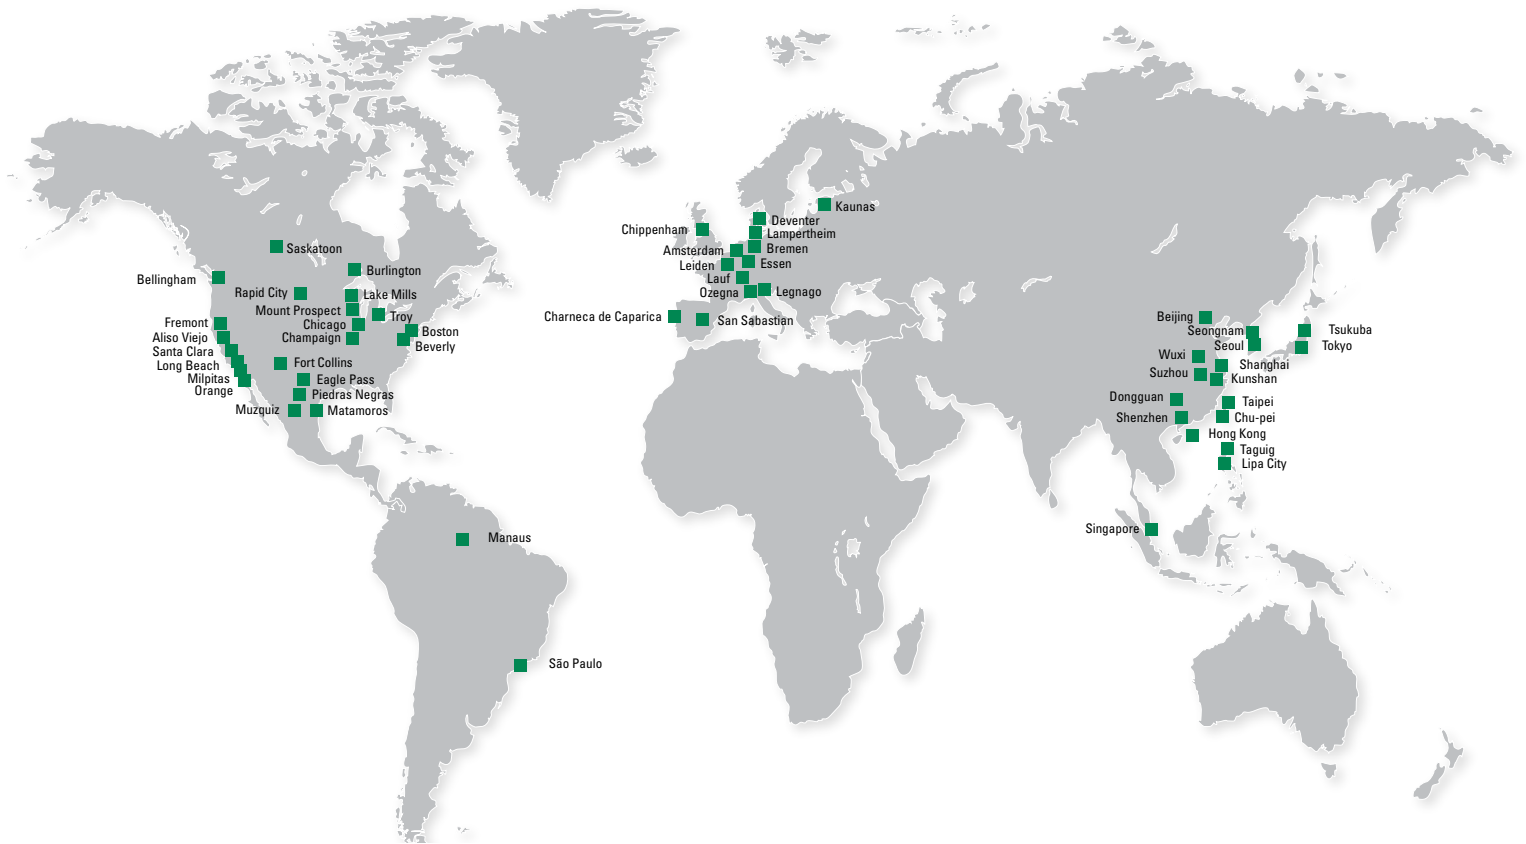 Kaunas
Deventer
Chippenham
Lampertheim
Saskatoon
Amsterdam
Bremen
Leiden
Essen
Burlington
Bellingham
Lauf
Rapid City
Lake Mills
Ozegna
Legnago
Mount Prospect
Troy
Charneca de Caparica
San Sabastian
Beijing
Fremont
Chicago
Boston
Seongnam
Tsukuba
Aliso Viejo
Champaign
Beverly
Seoul
Tokyo
Santa Clara
Wuxi
Long Beach
Fort Collins
Shanghai
Milpitas
Eagle Pass
Suzhou
Kunshan
Orange
Piedras Negras
Dongguan
Taipei
Muzquiz
Matamoros
Shenzhen
Chu-pei
Hong Kong
Taguig
Lipa City
Singapore
Manaus
São Paulo